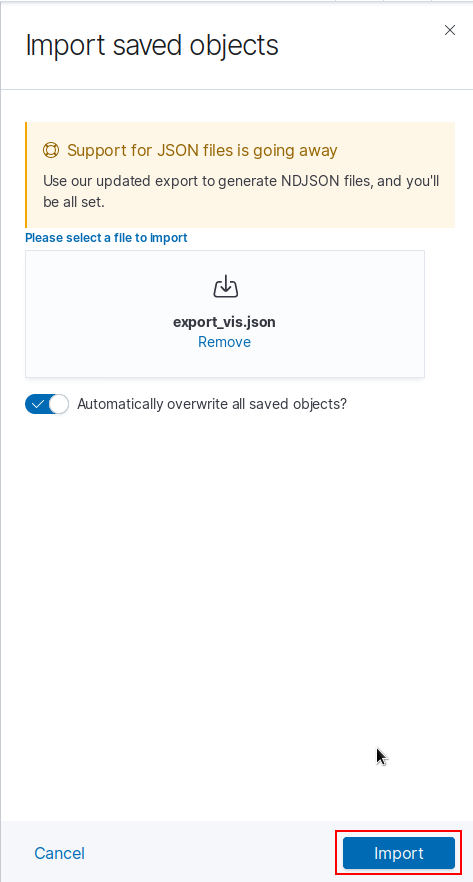 Import saved objects
Support for JSON files is going away
Use our updated export to generate NDJSON files, and you'll
be all set.
Please select a file to import
export_vis.json
Remove
Automatically overwrite all saved objects?
Cancel
Import